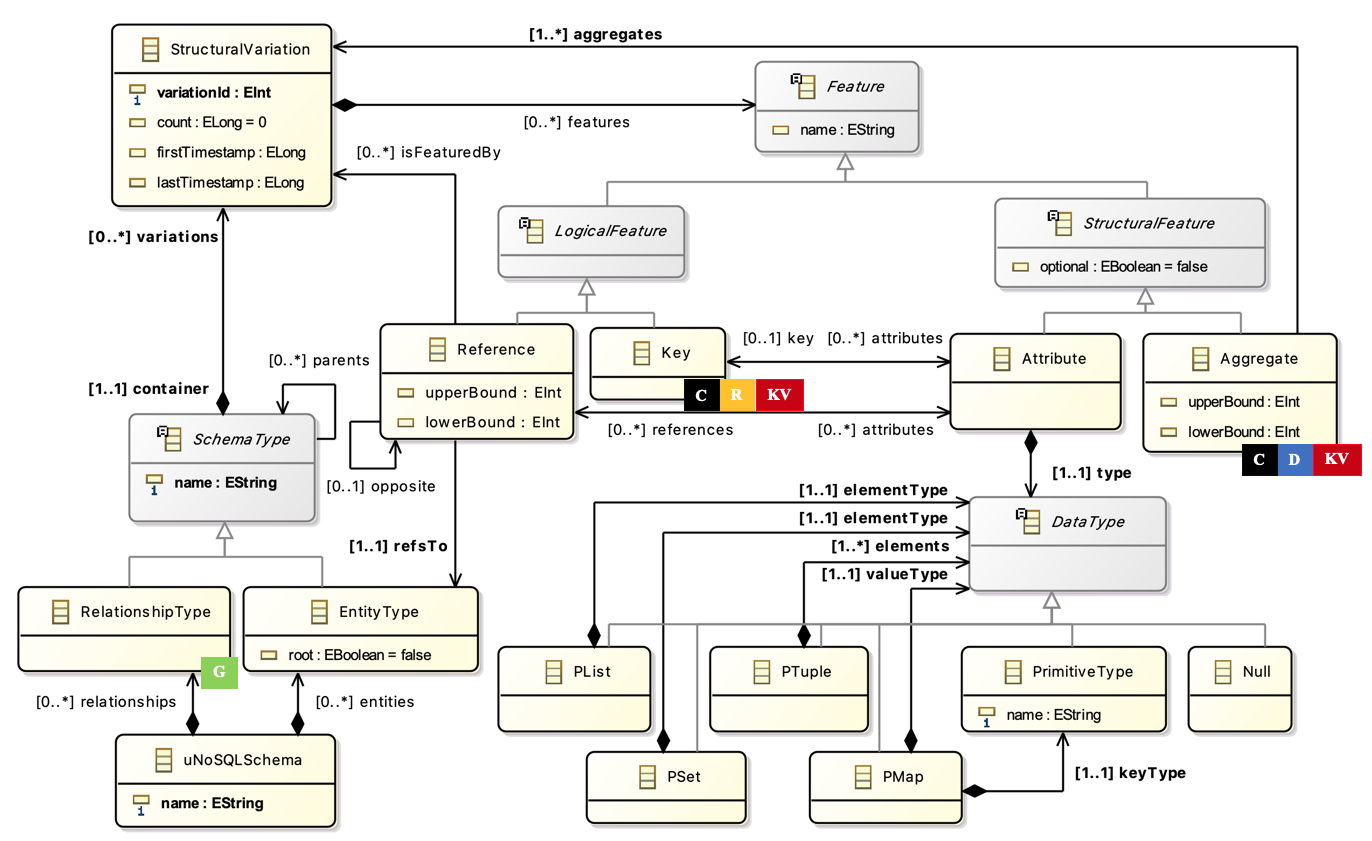 [1..*] aggregates
StructuralVariation
variationId : EInt
count : ELong = 0
firstTimestamp : ELong
lastTimestamp : ELong
Feature
name : EString
[0..*] features
[0..*] isFeaturedBy
[0..*] variations
LogicalFeature
StructuralFeature
optional : EBoolean = false
Reference
upperBound : EInt
lowerBound : EInt
Key
[0..1] key
[0..*] attributes
Attribute
Aggregate
upperBound : EInt
lowerBound : EInt
[0..*] parents
[1..1] container
C R KV
[0..*] references
[0..*] attributes
C D KV
SchemaType
name : EString
[0..1] opposite
[1..1] type
[1..1] elementType
[1..1] elementType
[1..*] elements
[1..1] valueType
DataType
[1..1] refsTo
RelationshipType
G
EntityType
root : EBoolean = false
PList
PTuple
PrimitiveType
name : EString
Null
[0..*] relationships
[0..*] entities
uNoSQLSchema
name : EString
PSet
PMap
[1..1] keyType